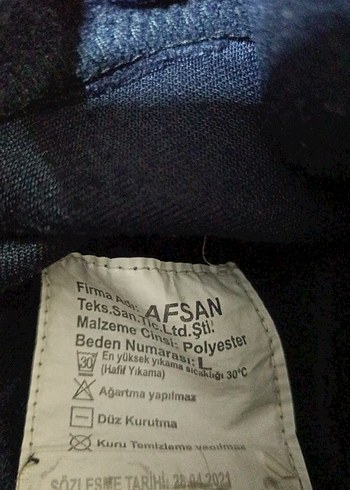 Firma Adı: AFSAN
Teks.San.Tic.Ltd.Şti.
Malzeme Cinsi: Polyester
Beden Numarası: L
30 En yüksek yıkama sıcaklığı 30°C
(Hafif Yıkama)
Ağartma yapılmaz
Düz Kurutma
Kuru Temizleme yapılmaz
SÖZLEŞME TARİHİ: 28.04.2021